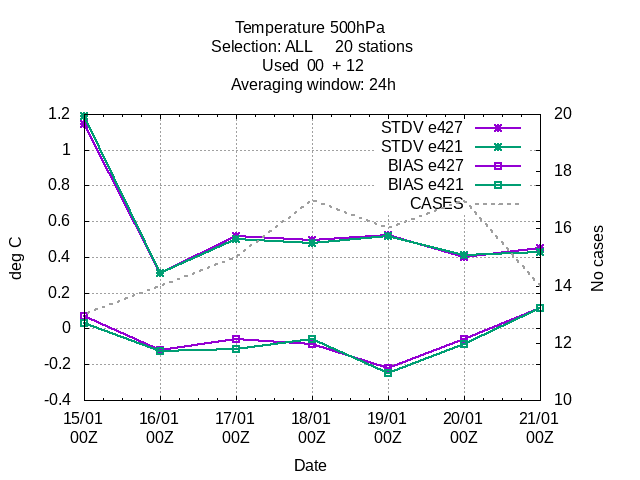 Temperature 500hPa
Selection: ALL     20 stations
Used  00  + 12
Averaging window: 24h
STDV e427
STDV e421
BIAS e427
BIAS e421
CASES
1.2
1
0.8
0.6
0.4
0.2
0
-0.2
-0.4
deg C
20
18
16
14
12
10
No cases
15/01 16/01 17/01 18/01 19/01 20/01 21/01
00Z 00Z 00Z 00Z 00Z 00Z 00Z
Date